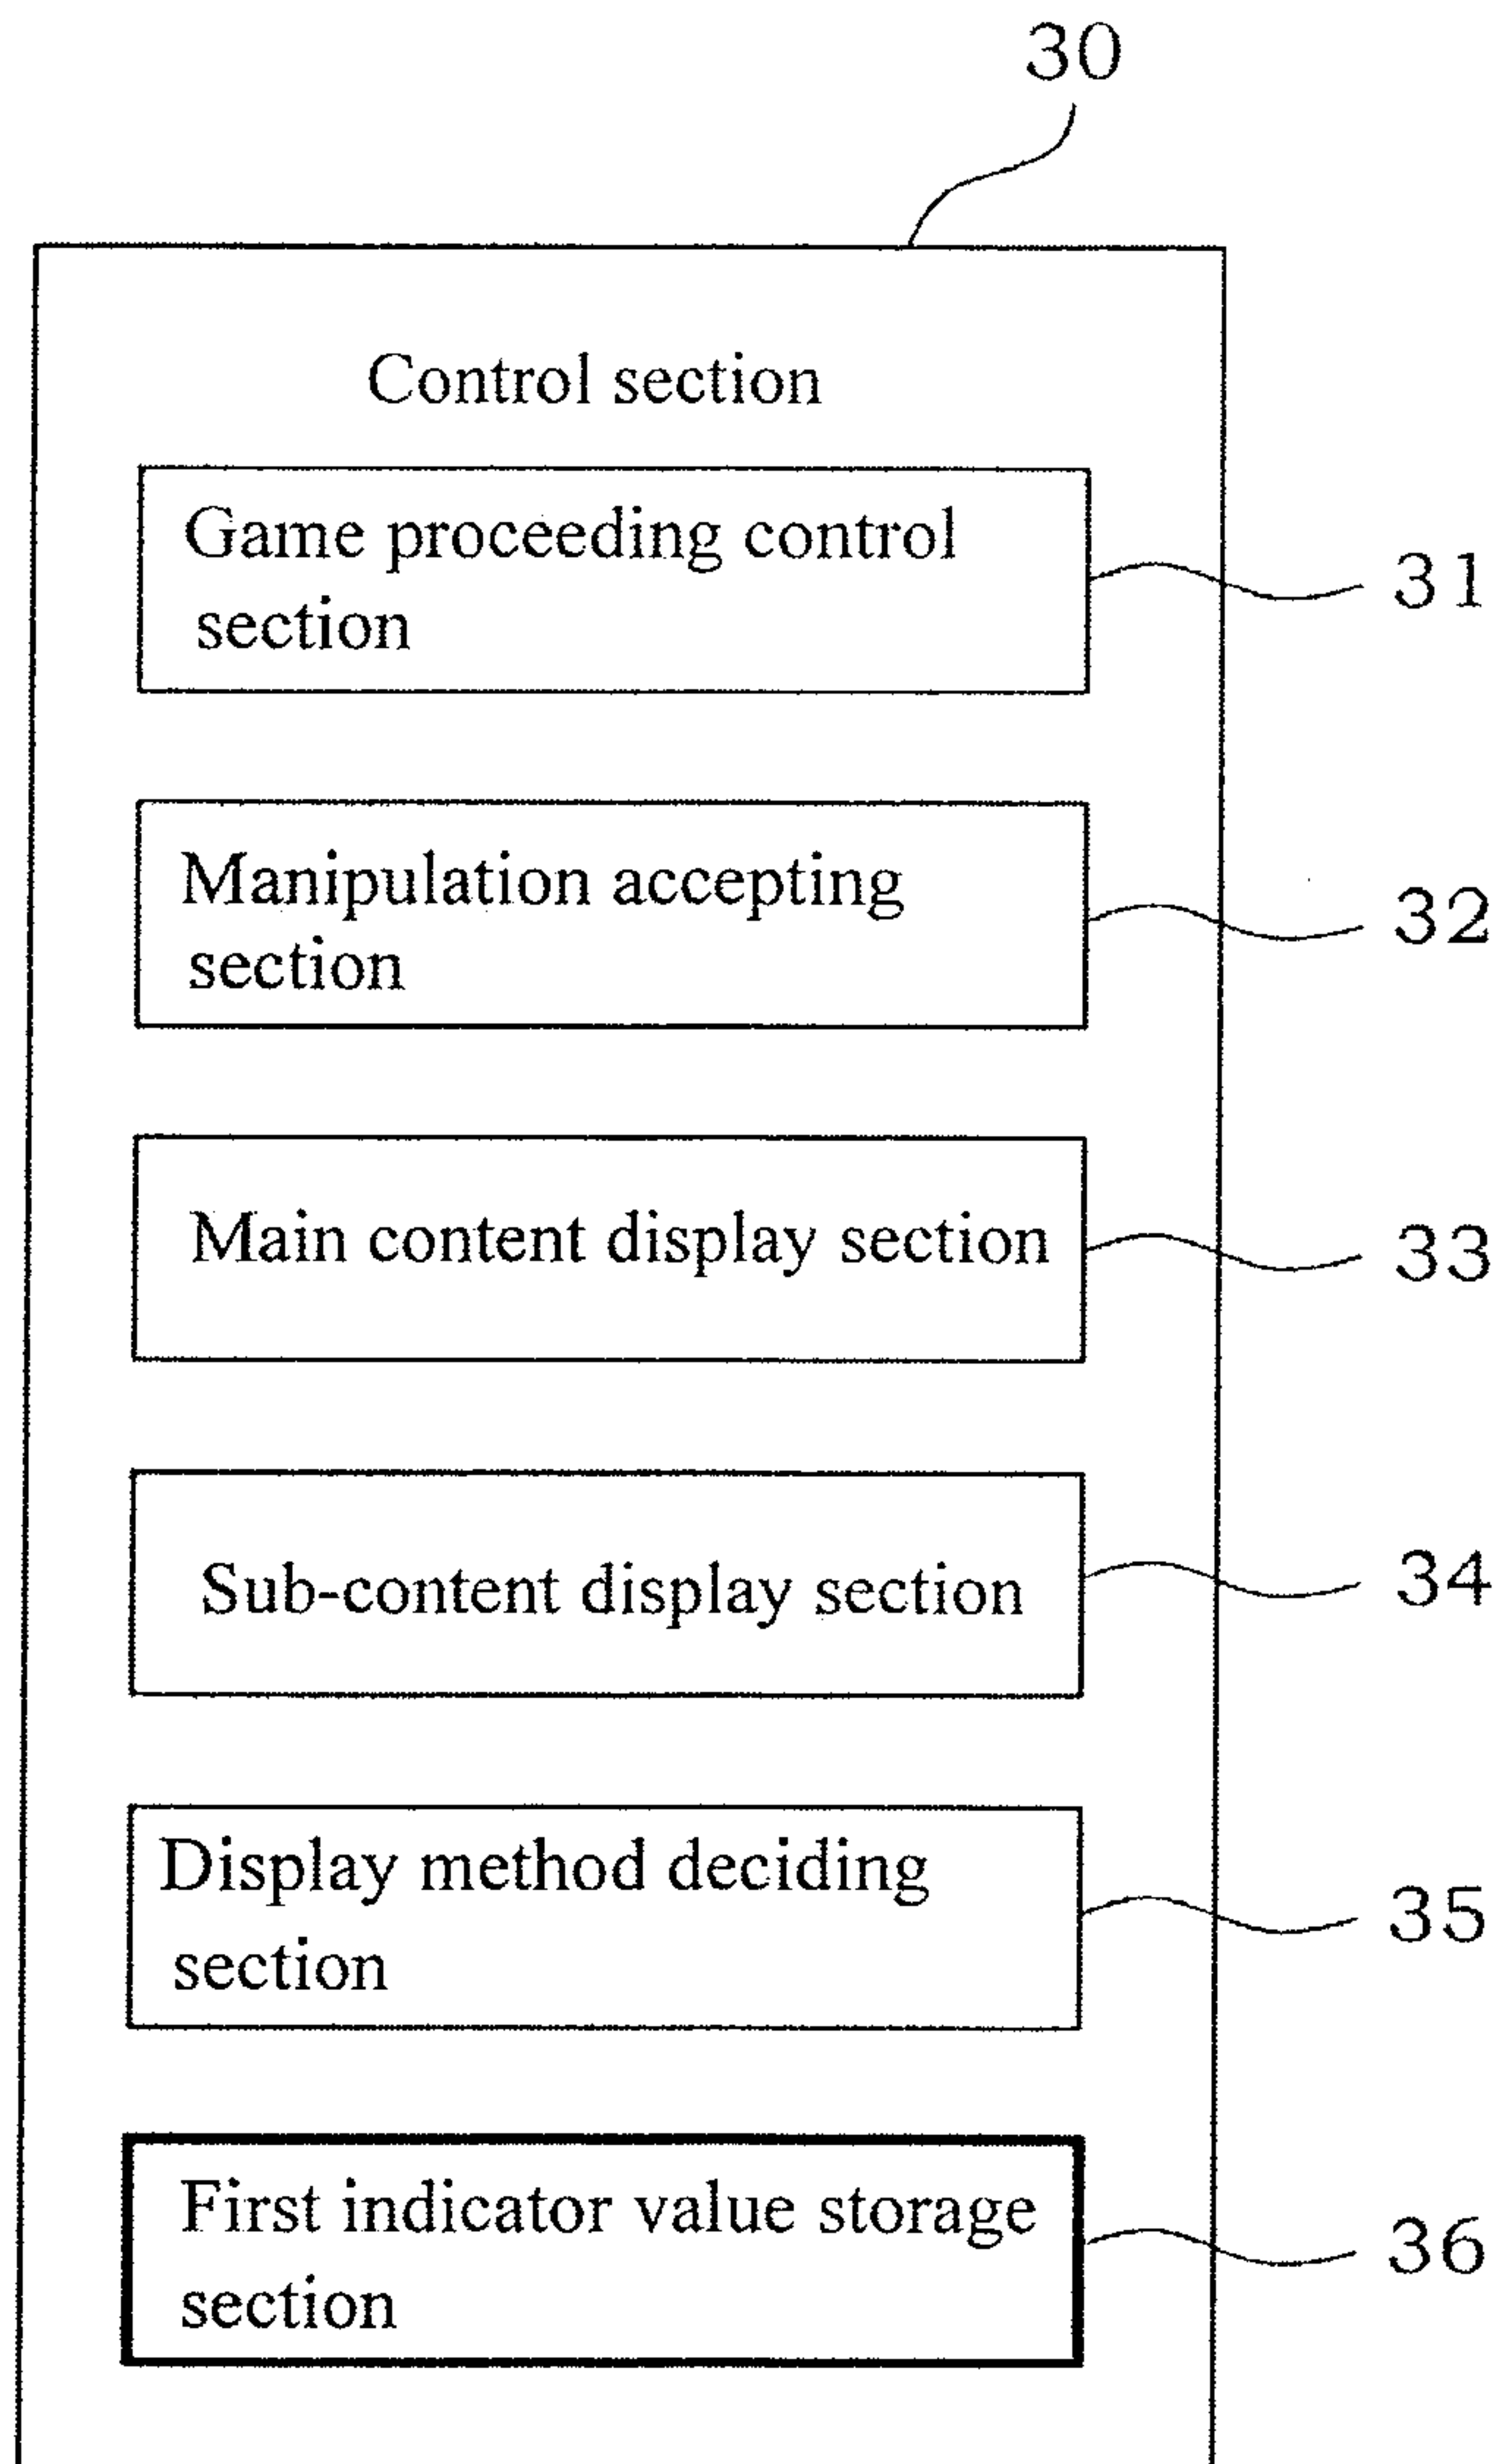 30
Control section
Game proceeding control
section
31
Manipulation accepting
section
32
Main content display section
33
Sub-content display section
34
Display method deciding
section
35
First indicator value storage
section
36